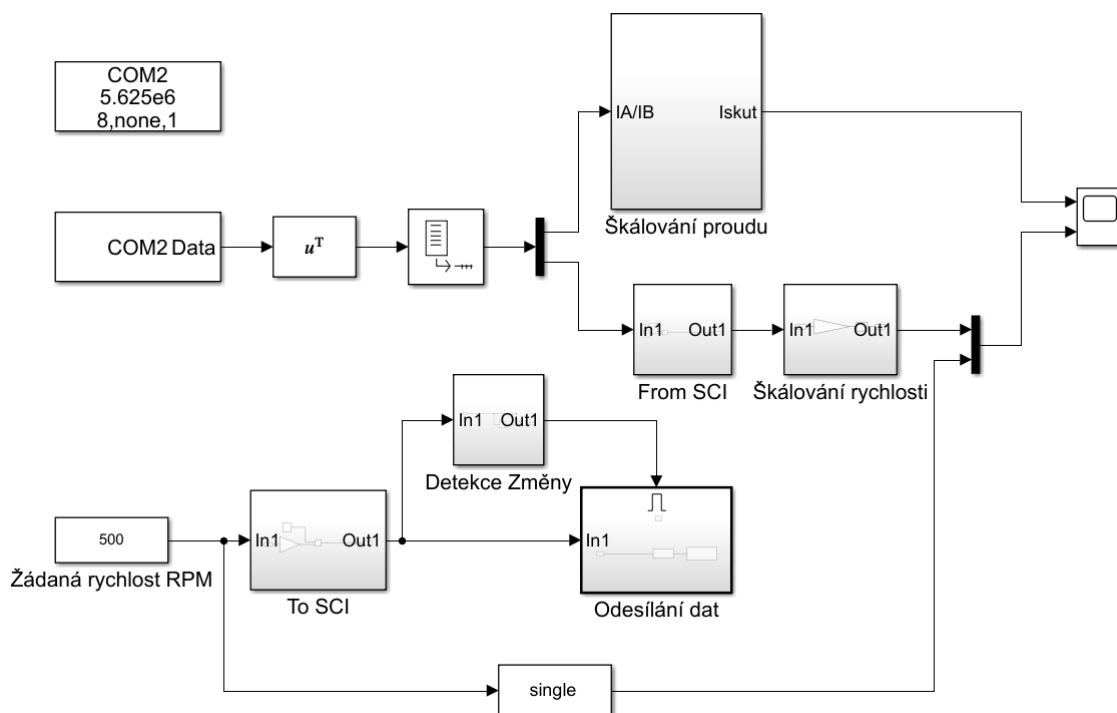 COM2
5.625e6
8,none,1
IA/IB
Iskut
Škálování proudu
COM2 Data
uT
In1
Out1
From SCI
In1
Out1
Škálování rychlosti
In1
Out1
Detekce Změny
500
Žádaná rychlost RPM
In1
Out1
To SCI
In1
Odesílání dat
single